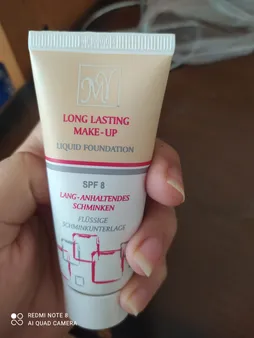 MY
LONG LASTING
MAKE-UP
LIQUID FOUNDATION
SPF 8
LANG-ANHALTENDES
SCHMINKEN
FLÜSSIGE
SCHMINKUNTERLAGE
REDMI NOTE 8
AI QUAD CAMERA